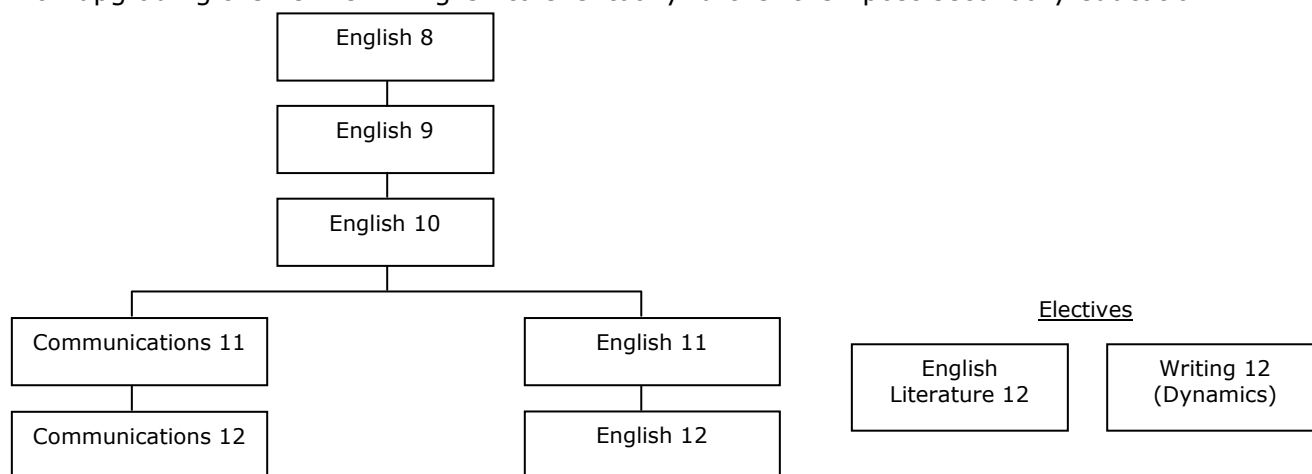 English 8
English 9
English 10
Communications 11
English 11
Communications 12
English 12
Electives
English
Literature 12
Writing 12
(Dynamics)